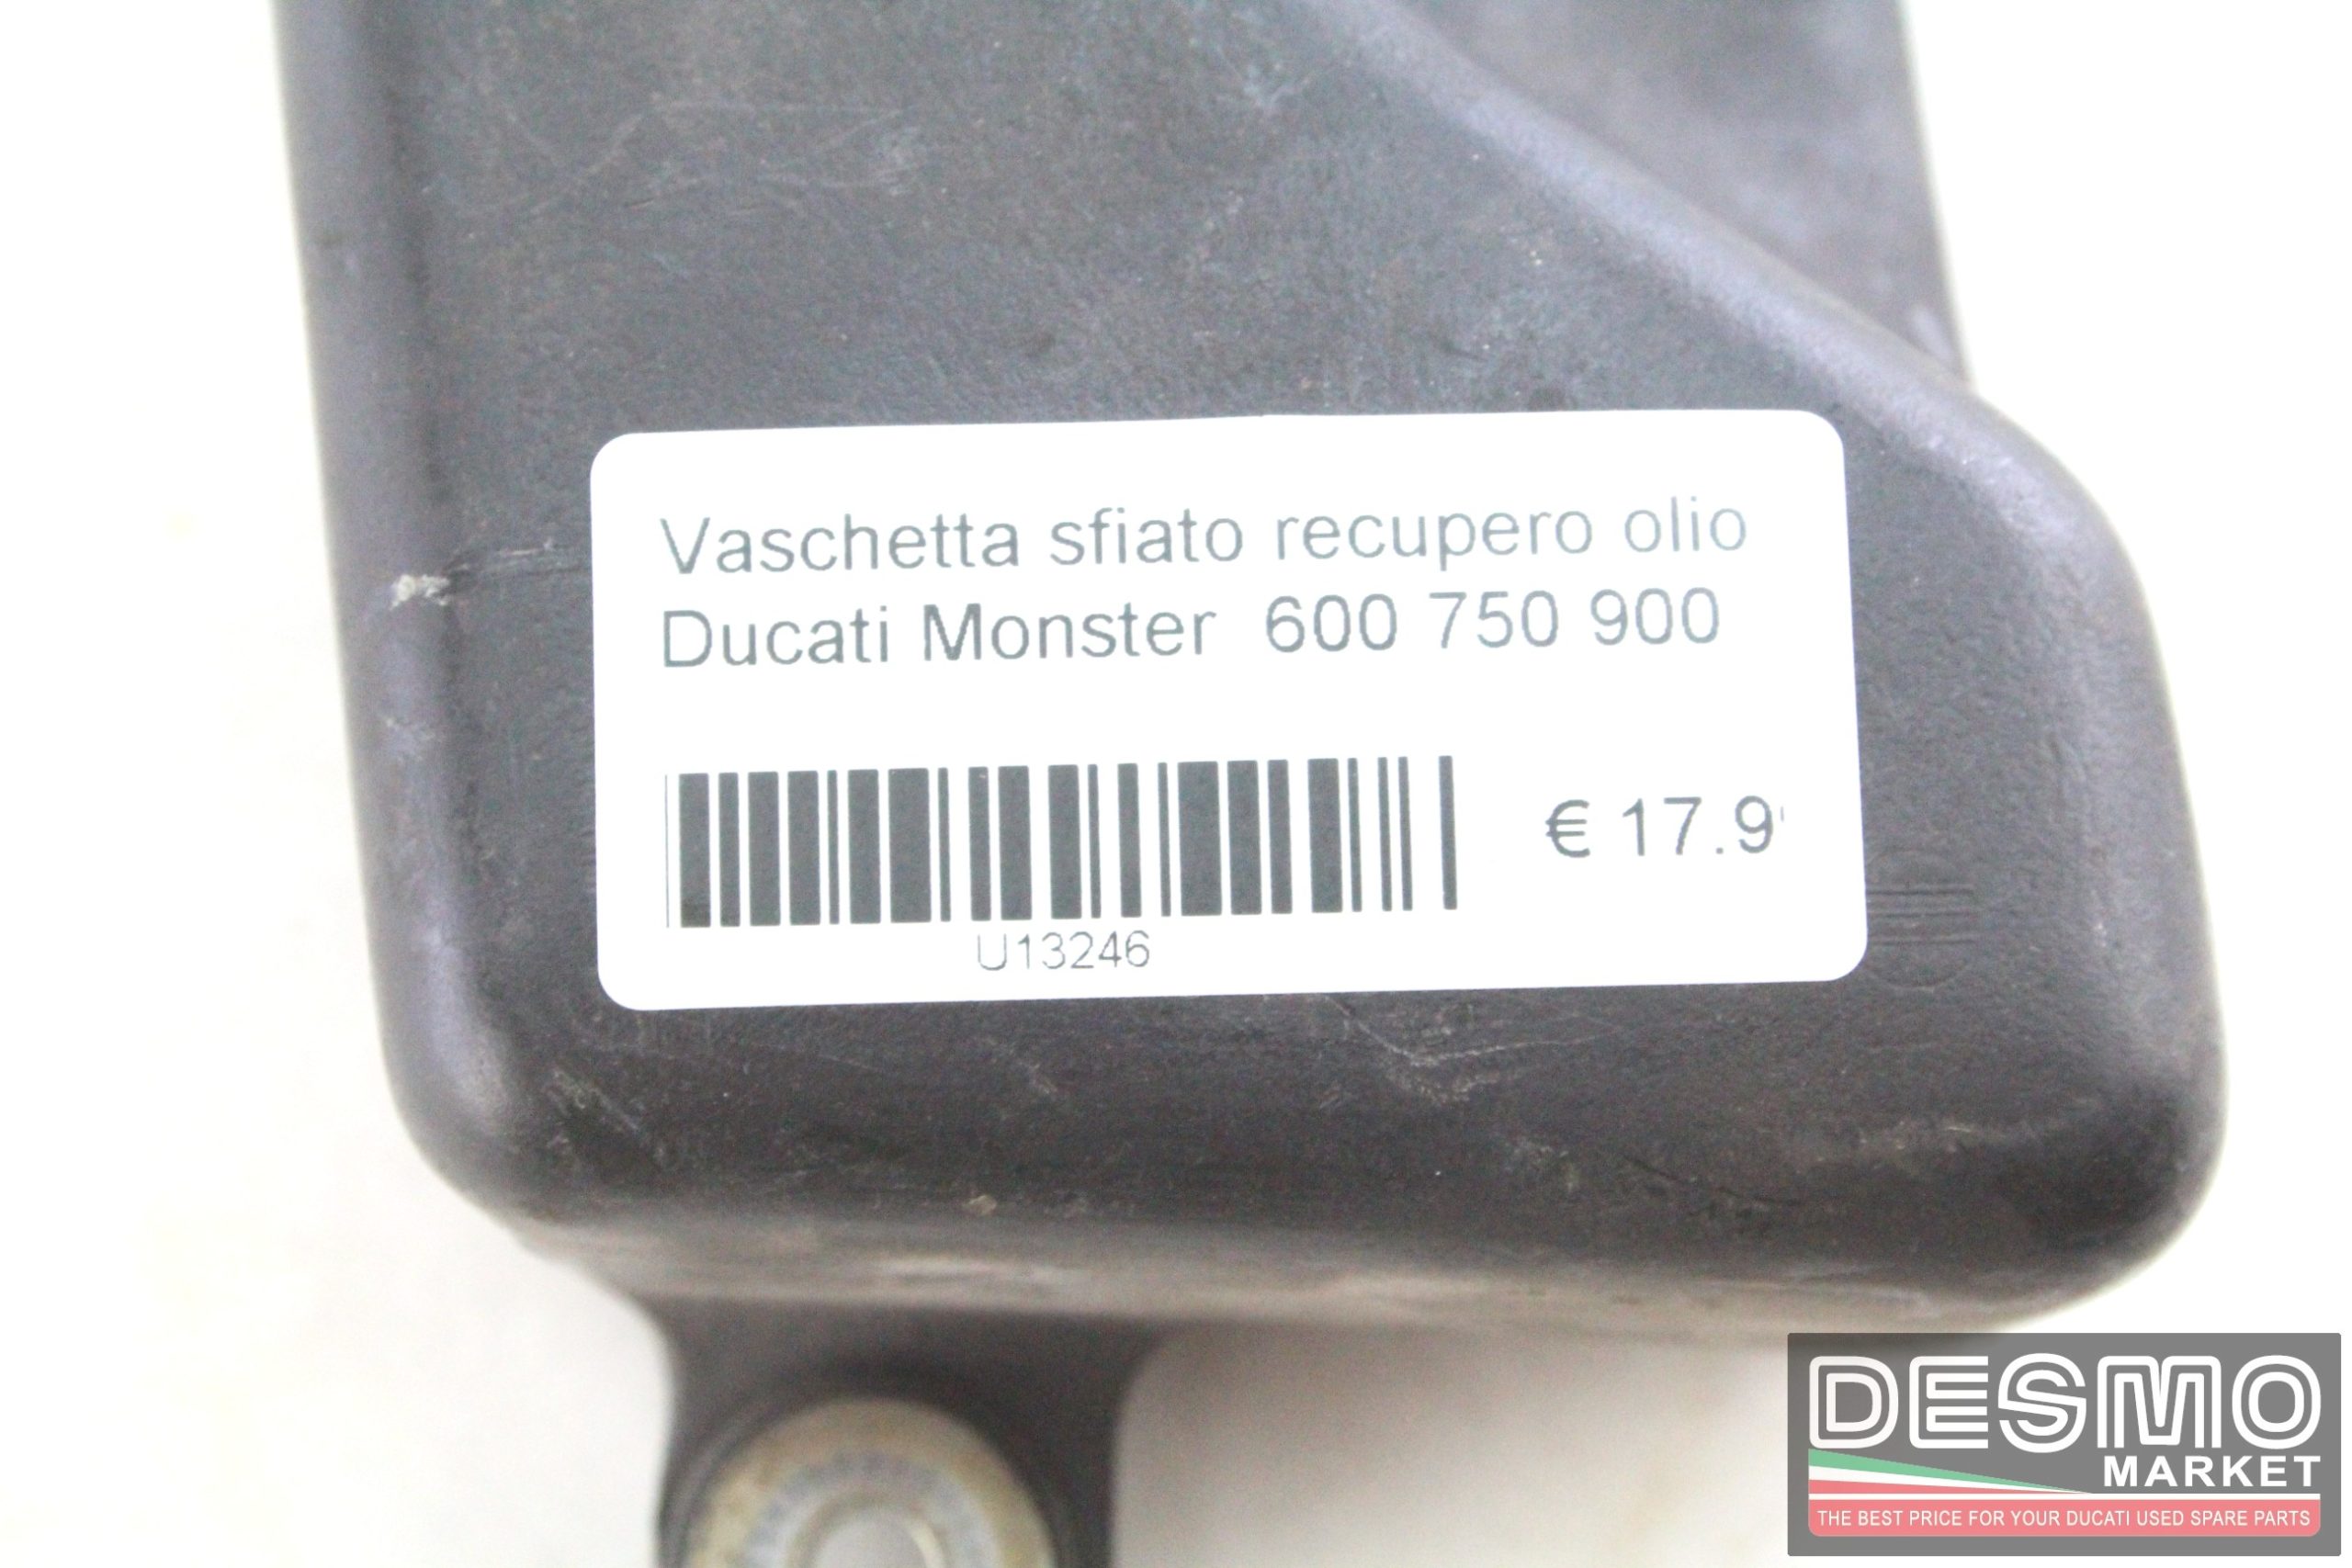 Vaschetta sfiato recupero olio
Ducati Monster 600 750 900
€ 17.9
U13246
DESMO
MARKET
THE BEST PRICE FOR YOUR DUCATI USED SPARE PARTS